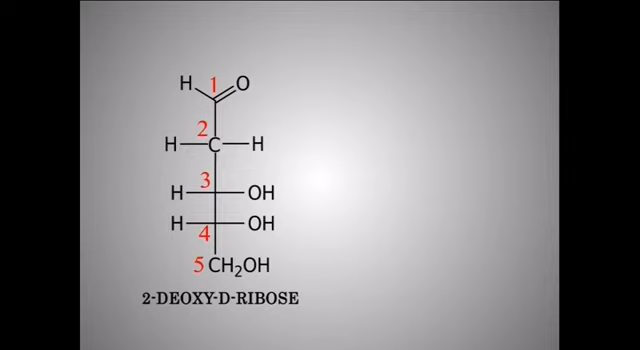 H 1 O
2
H C H
3
H OH
H OH
4
5 CH₂OH
2-DEOXY-D-RIBOSE